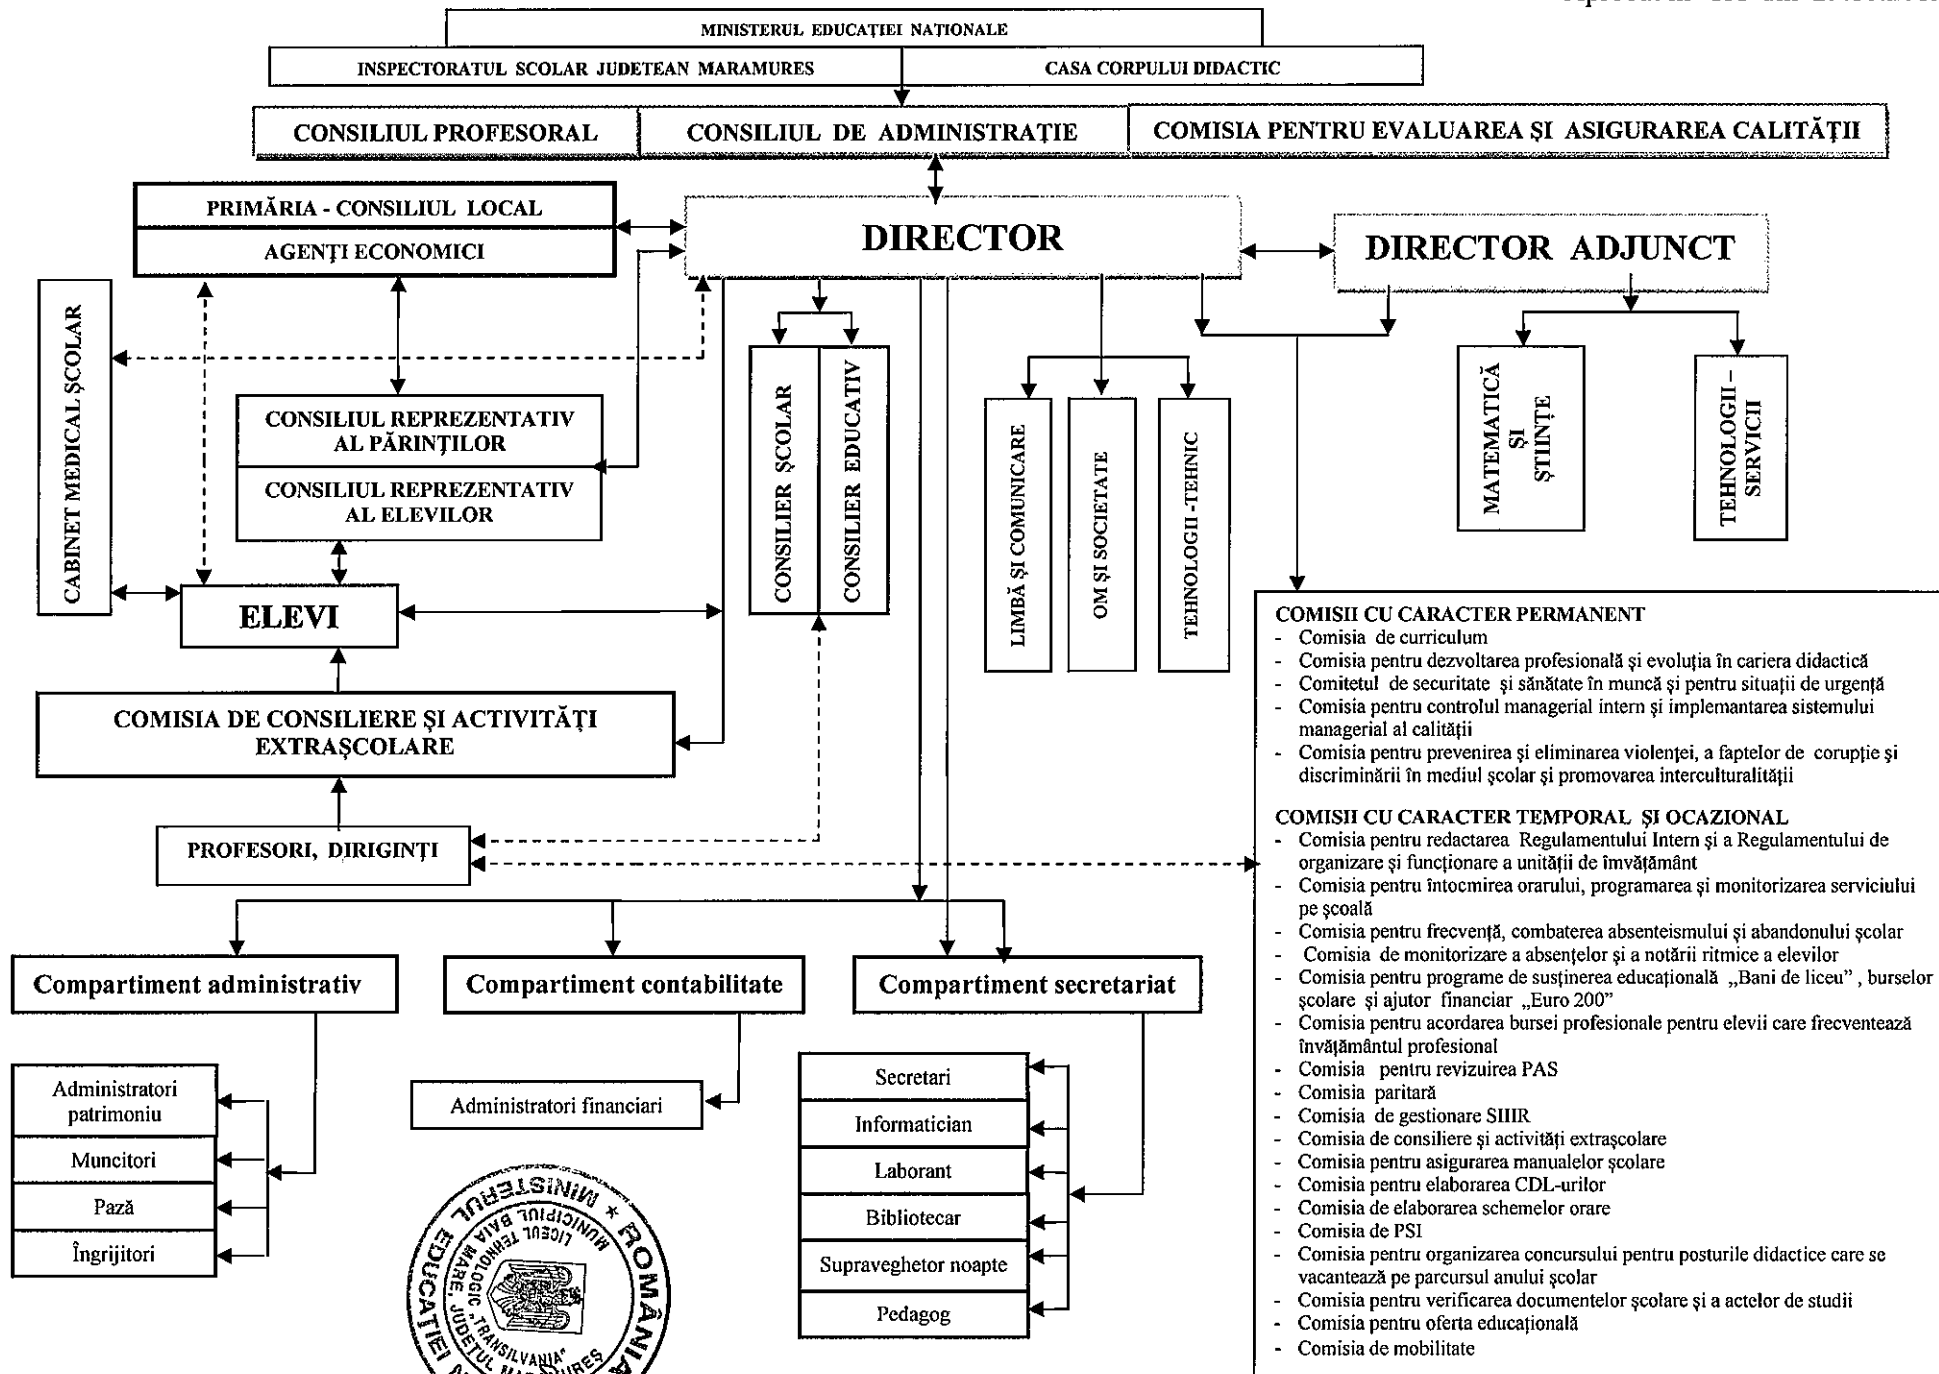 MINISTERUL EDUCAȚIEI NAȚIONALE
INSPECTORATUL SCOLAR JUDETEAN MARAMURES
CASA CORPULUI DIDACTIC
CONSILIUL PROFESORAL
CONSILIUL DE ADMINISTRAȚIE
COMISIA PENTRU EVALUAREA ȘI ASIGURAREA CALITĂȚII
PRIMĂRIA - CONSILIUL LOCAL
AGENȚI ECONOMICI
DIRECTOR
DIRECTOR ADJUNCT
CABINET MEDICAL ȘCOLAR
CONSILIUL REPREZENTATIV
AL PĂRINȚILOR
CONSILIUL REPREZENTATIV
AL ELEVILOR
CONSILIER ȘCOLAR
CONSILIER EDUCATIV
LIMBĂ ȘI COMUNICARE
OM ȘI SOCIETATE
TEHNOLOGII -TEHNIC
MATEMATICĂ
ȘI
ȘTIINȚE
TEHNOLOGII –
SERVICII
ELEVI
COMISIA DE CONSILIERE ȘI ACTIVITĂȚI
EXTRAȘCOLARE
PROFESORI, DIRIGINȚI
Compartiment administrativ
Compartiment contabilitate
Compartiment secretariat
Administratori
patrimoniu
Muncitori
Pază
Îngrijitori
Administratori financiari
Secretari
Informatician
Laborant
Bibliotecar
Supraveghetor noapte
Pedagog
COMISII CU CARACTER PERMANENT
- Comisia de curriculum
- Comisia pentru dezvoltarea profesională și evoluția în cariera didactică
- Comitetul de securitate și sănătate în muncă și pentru situații de urgență
- Comisia pentru controlul managerial intern și implemantarea sistemului
managerial al calității
- Comisia pentru prevenirea și eliminarea violenței, a faptelor de corupție și
discriminării în mediul școlar și promovarea interculturalității
COMISII CU CARACTER TEMPORAL ȘI OCAZIONAL
- Comisia pentru redactarea Regulamentului Intern și a Regulamentului de
organizare și funcționare a unității de îmvățământ
- Comisia pentru întocmirea orarului, programarea și monitorizarea serviciului
pe școală
- Comisia pentru frecvență, combaterea absenteismului și abandonului școlar
- Comisia de monitorizare a absențelor și a notării ritmice a elevilor
- Comisia pentru programe de susținerea educațională „Bani de liceu” , burselor
școlare și ajutor financiar „Euro 200”
- Comisia pentru acordarea bursei profesionale pentru elevii care frecventează
învățământul profesional
- Comisia pentru revizuirea PAS
- Comisia paritară
- Comisia de gestionare SIIIR
- Comisia de consiliere și activități extrașcolare
- Comisia pentru asigurarea manualelor școlare
- Comisia pentru elaborarea CDL-urilor
- Comisia de elaborarea schemelor orare
- Comisia de PSI
- Comisia pentru organizarea concursului pentru posturile didactice care se
vacantează pe parcursul anului școlar
- Comisia pentru verificarea documentelor școlare și a actelor de studii
- Comisia pentru oferta educațională
- Comisia de mobilitate
ROMÂNIA
★ MINISTERUL EDUCAȚIEI
MUNICIPIUL BAIA MARE, JUDEȚUL MARAMUREȘ
LICEUL TEHNOLOGIC „TRANSILVANIA”